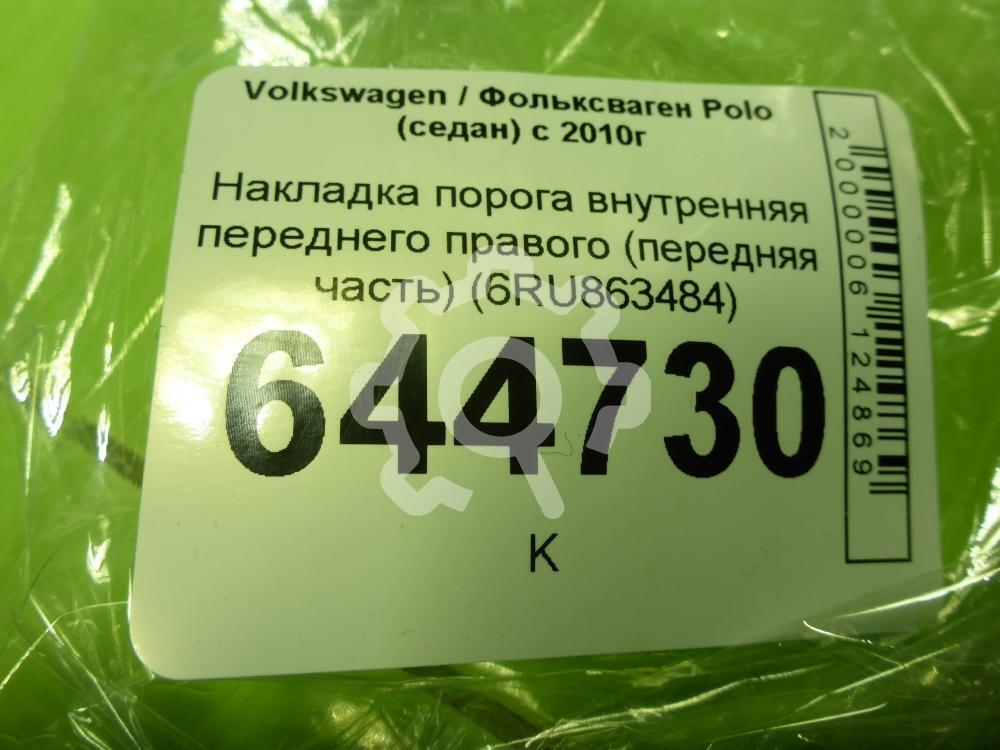 Volkswagen / Фольксваген Polo
(седан) с 2010г
Накладка порога внутренняя
переднего правого (передняя
часть) (6RU863484)
644730
К
2000006124869